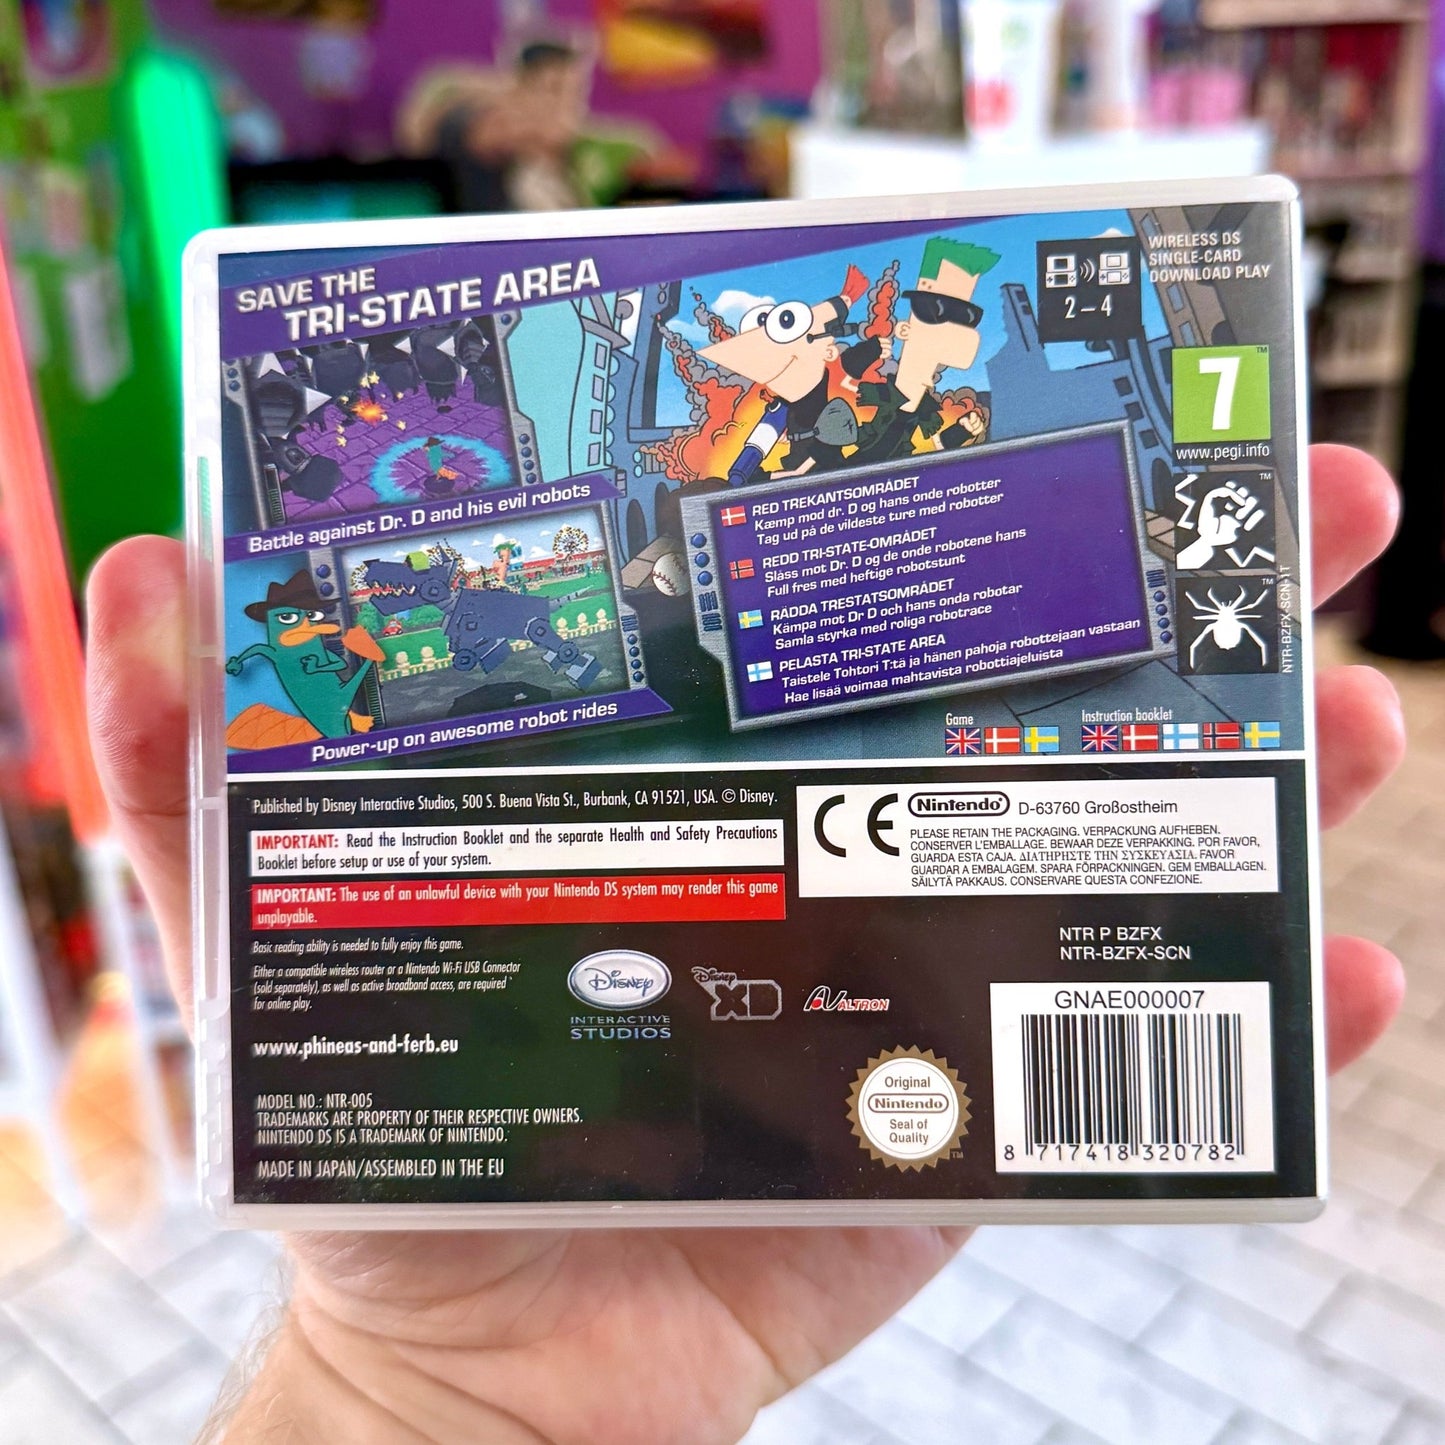 SAVE THE
TRI-STATE AREA
WIRELESS DS
SINGLE-CARD
DOWNLOAD PLAY
2 – 4
7
TM
www.pegi.info
TM
TM
NTR-BZFX-SCN-1T
Battle against Dr. D and his evil robots
Power-up on awesome robot rides
RED TREKANTSOMRÅDET
Kæmp mod dr. D og hans onde robotter
Tag ud på de vildeste ture med robotter
REDD TRI-STATE-OMRÅDET
Slåss mot Dr. D og de onde robotene hans
Full fres med heftige robotstunt
RÄDDA TRESTATSOMRÅDET
Kämpa mot Dr D och hans onda robotar
Samla styrka med roliga robotrace
PELASTA TRI-STATE AREA
Taistele Tohtori T:tä ja hänen pahoja robottejaan vastaan
Hae lisää voimaa mahtavista robottiajeluista
Game
Instruction booklet
Published by Disney Interactive Studios, 500 S. Buena Vista St., Burbank, CA 91521, USA. © Disney.
IMPORTANT: Read the Instruction Booklet and the separate Health and Safety Precautions
Booklet before setup or use of your system.
IMPORTANT: The use of an unlawful device with your Nintendo DS system may render this game
unplayable.
Basic reading ability is needed to fully enjoy this game.
Either a compatible wireless router or a Nintendo Wi-Fi USB Connector
(sold separately), as well as active broadband access, are required
for online play.
www.phineas-and-ferb.eu
MODEL NO.: NTR-005
TRADEMARKS ARE PROPERTY OF THEIR RESPECTIVE OWNERS.
NINTENDO DS IS A TRADEMARK OF NINTENDO.
MADE IN JAPAN/ASSEMBLED IN THE EU
Disney
INTERACTIVE
STUDIOS
Disney
XD
AVALTRON
CE
Nintendo® D-63760 Großostheim
PLEASE RETAIN THE PACKAGING. VERPACKUNG AUFHEBEN.
CONSERVER L'EMBALLAGE. BEWAAR DEZE VERPAKKING. POR FAVOR,
GUARDA ESTA CAJA. ΔΙΑΤΗΡΗΣΤΕ ΤΗΝ ΣΥΣΚΕΥΑΣΙΑ. FAVOR
GUARDAR A EMBALAGEM. SPARA FÖRPACKNINGEN. GEM EMBALLAGEN.
SÄILYTÄ PAKKAUS. CONSERVARE QUESTA CONFEZIONE.
NTR P BZFX
NTR-BZFX-SCN
GNAE000007
8 717418 320782
Original
Nintendo
Seal of
Quality
TM